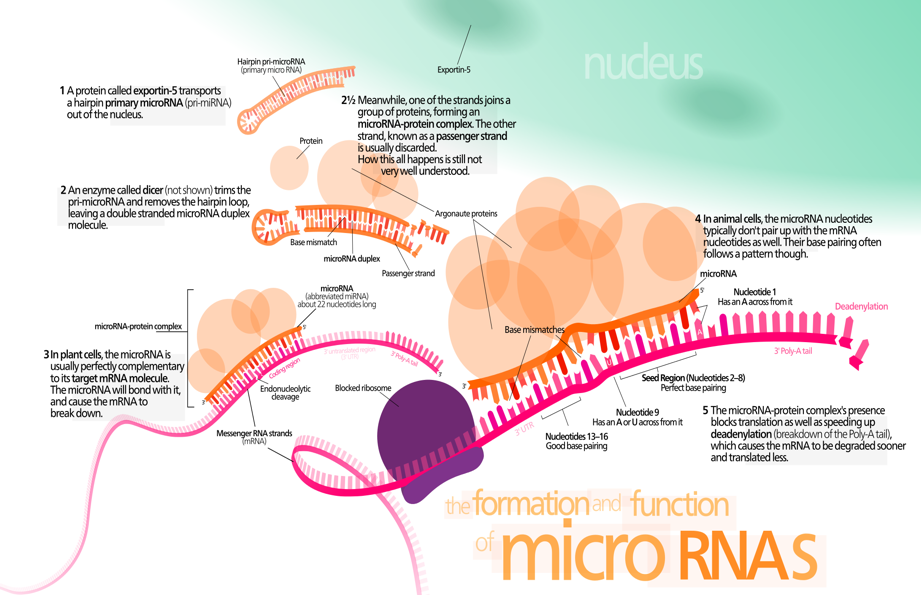 nucleus
Exportin-5
Hairpin pri-microRNA
(primary micro RNA)
1 A protein called exportin-5 transports
a hairpin primary microRNA (pri-miRNA)
out of the nucleus.
2½ Meanwhile, one of the strands joins a
group of proteins, forming an
microRNA-protein complex. The other
strand, known as a passenger strand
is usually discarded.
How this all happens is still not
very well understood.
Protein
2 An enzyme called dicer (not shown) trims the
pri-microRNA and removes the hairpin loop,
leaving a double stranded microRNA duplex
molecule.
Argonaute proteins
Base mismatch
microRNA duplex
Passenger strand
4 In animal cells, the microRNA nucleotides
typically don't pair up with the mRNA
nucleotides as well. Their base pairing often
follows a pattern though.
microRNA
5'
Nucleotide 1
Has an A across from it
Deadenylation
microRNA
(abbreviated miRNA)
about 22 nucleotides long
5'
microRNA-protein complex
Base mismatches
3 In plant cells, the microRNA is
usually perfectly complementary
to its target mRNA molecule.
The microRNA will bond with it,
and cause the mRNA to
break down.
Coding region
3' Poly-A tail
3'
3' Poly-A tail
Endonucleolytic
cleavage
3'
Blocked ribosome
3'
Seed Region (Nucleotides 2–8)
Perfect base pairing
Nucleotide 9
Has an A or U across from it
3' UTR
Nucleotides 13–16
Good base pairing
Messenger RNA strands
(mRNA)
5 The microRNA-protein complex's presence
blocks translation as well as speeding up
deadenylation (breakdown of the Poly-A tail),
which causes the mRNA to be degraded sooner
and translated less.
the formation and function
of micro RNAs